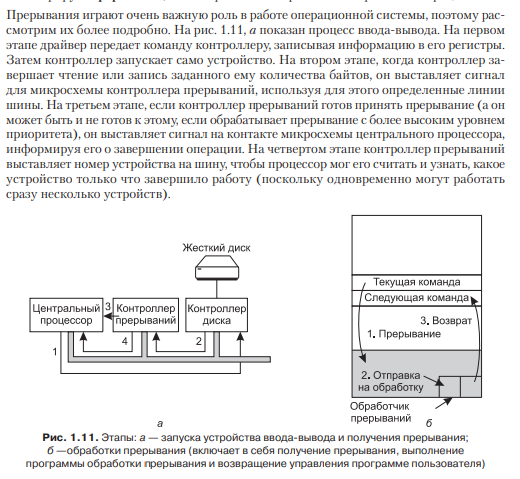 Прерывания играют очень важную роль в работе операционной системы, поэтому рас-
смотрим их более подробно. На рис. 1.11, а показан процесс ввода-вывода. На первом
этапе драйвер передает команду контроллеру, записывая информацию в его регистры.
Затем контроллер запускает само устройство. На втором этапе, когда контроллер за-
вершает чтение или запись заданного ему количества байтов, он выставляет сигнал
для микросхемы контроллера прерываний, используя для этого определенные линии
шины. На третьем этапе, если контроллер прерываний готов принять прерывание (а он
может быть и не готов к этому, если обрабатывает прерывание с более высоким уровнем
приоритета), он выставляет сигнал на контакте микросхемы центрального процессора,
информируя его о завершении операции. На четвертом этапе контроллер прерываний
выставляет номер устройства на шину, чтобы процессор мог его считать и узнать, какое
устройство только что завершило работу (поскольку одновременно могут работать
сразу несколько устройств).
Жесткий диск
Центральный
процессор
3
Контроллер
прерываний
Контроллер
диска
1
4
2
а
Текущая команда
Следующая команда
3. Возврат
1. Прерывание
2. Отправка
на обработку
Обработчик
прерываний
б
Рис. 1.11. Этапы: а — запуска устройства ввода-вывода и получения прерывания;
б —обработки прерывания (включает в себя получение прерывания, выполнение
программы обработки прерывания и возвращение управления программе пользователя)